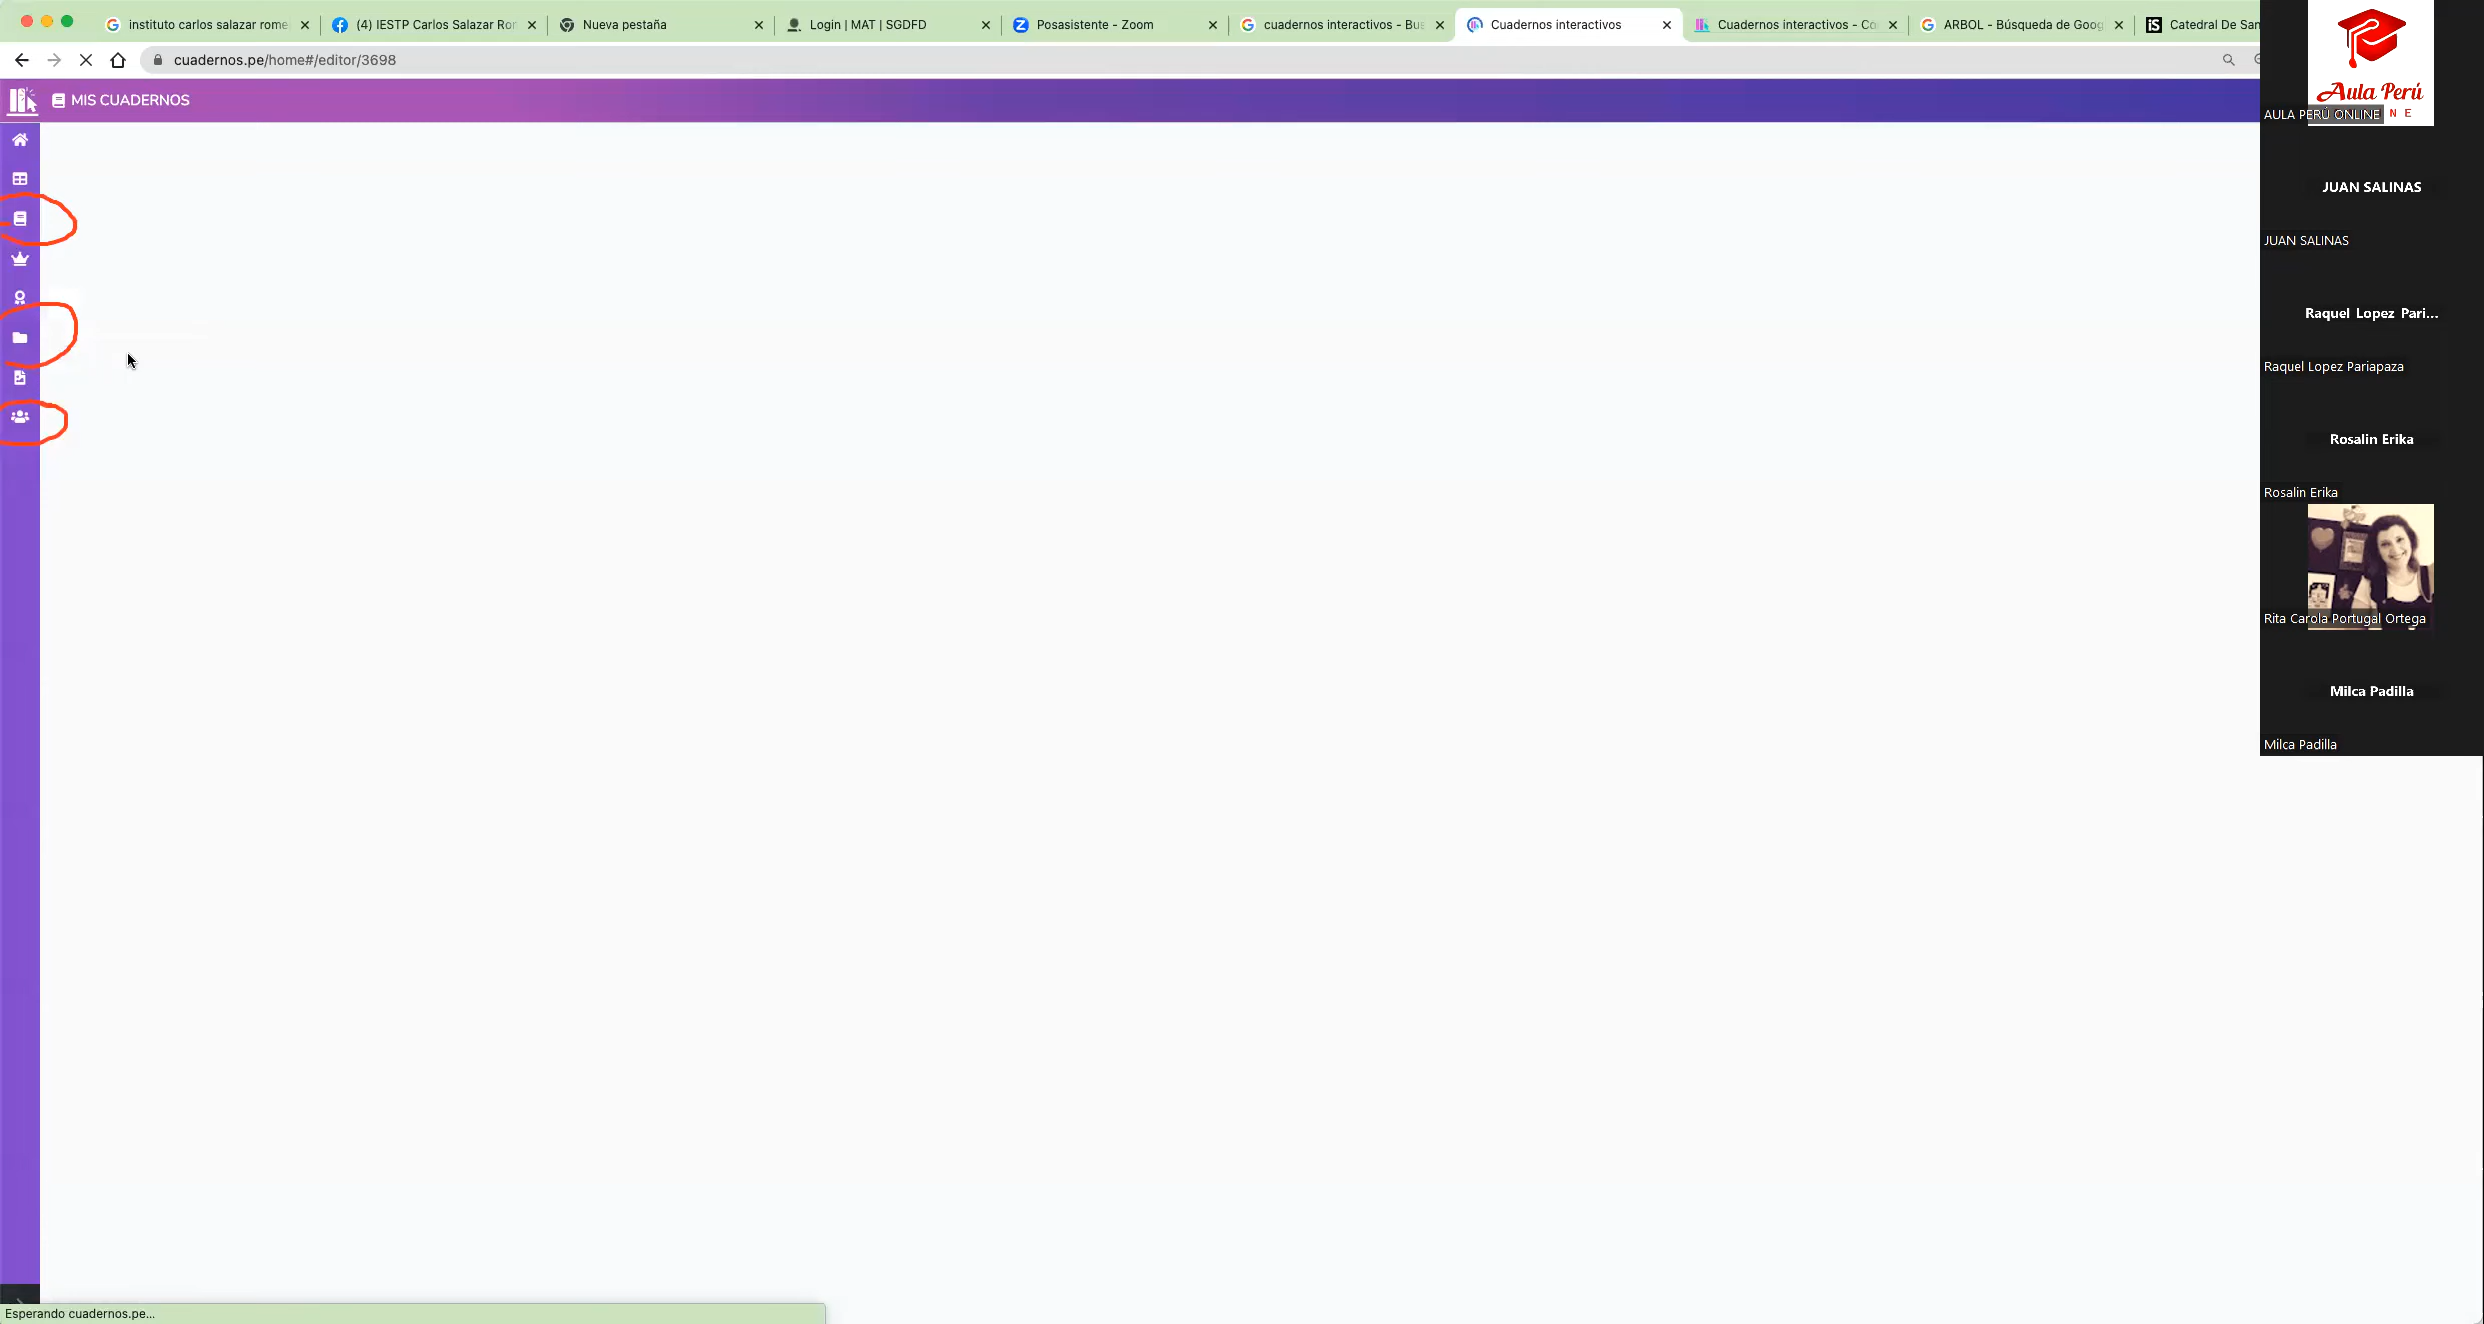 instituto carlos salazar rome
(4) IESTP Carlos Salazar Ror
Nueva pestaña
Login | MAT | SGDFD
Posasistente - Zoom
cuadernos interactivos - Bus
Cuadernos interactivos
Cuadernos interactivos - Co
ARBOL - Búsqueda de Goog
Catedral De San
cuadernos.pe/home#/editor/3698
MIS CUADERNOS
Aula Perú
N E
AULA PERÚ ONLINE
JUAN SALINAS
JUAN SALINAS
Raquel Lopez Pari...
Raquel Lopez Pariapaza
Rosalin Erika
Rosalin Erika
Rita Carola Portugal Ortega
Milca Padilla
Milca Padilla
Esperando cuadernos.pe...